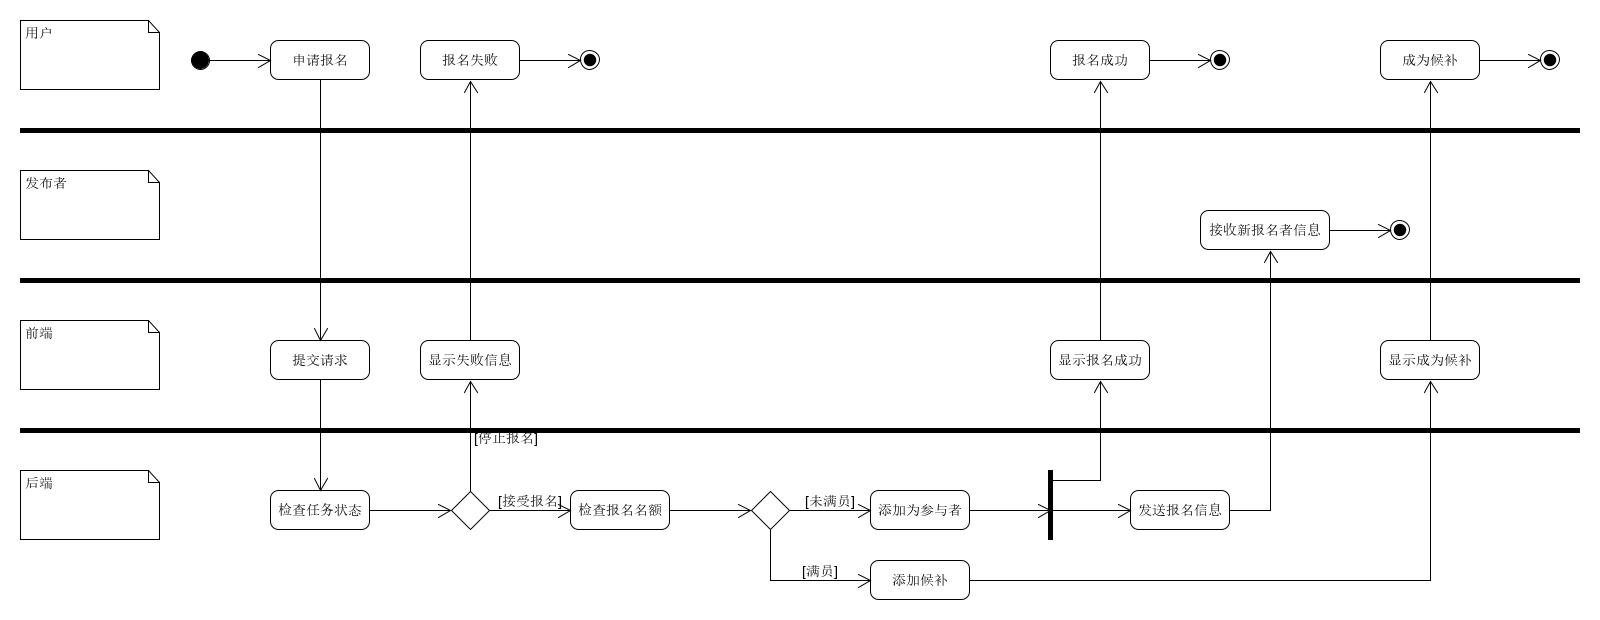 用户
申请报名
报名失败
报名成功
成为候补
发布者
接收新报名者信息
前端
提交请求
显示失败信息
显示报名成功
显示成为候补
[停止报名]
后端
检查任务状态
[接受报名]
检查报名名额
[未满员]
添加为参与者
发送报名信息
[满员]
添加候补